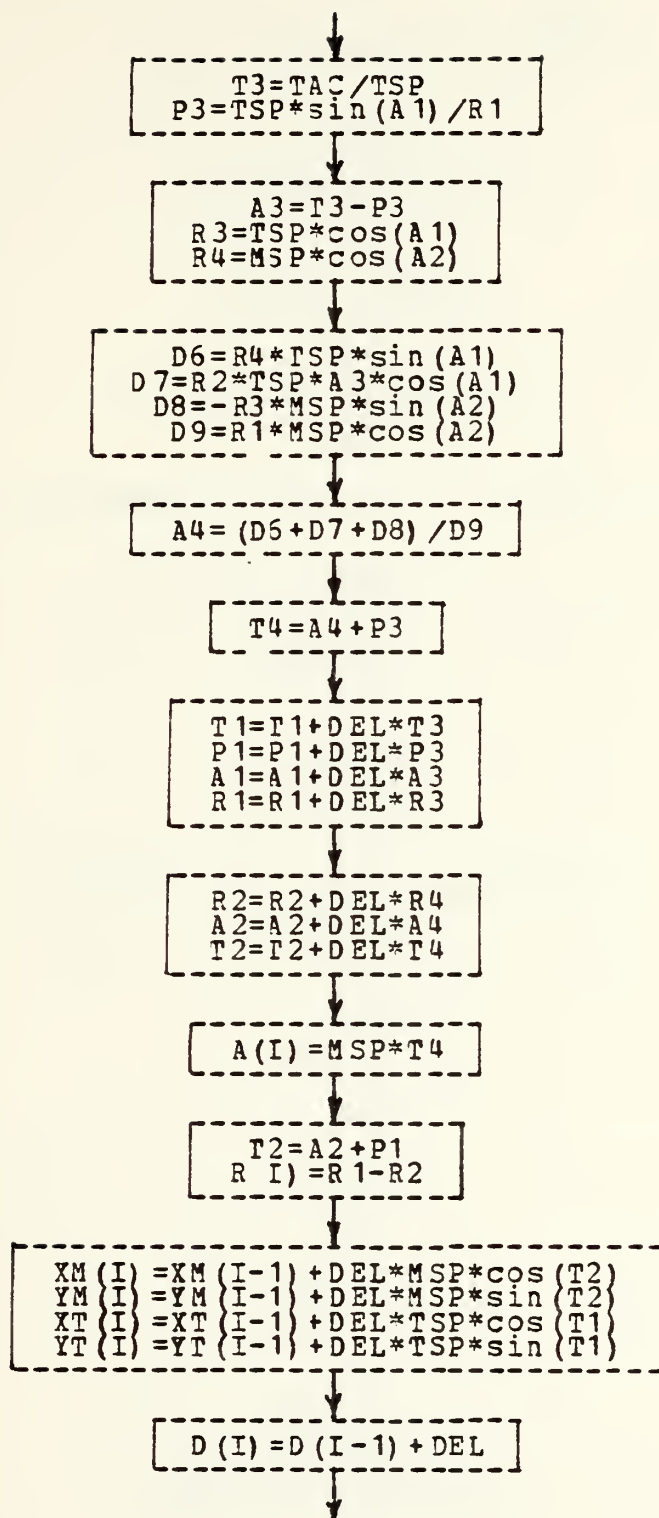 T3=TAC/TSP
P3=TSP*sin(A1)/R1
A3=T3-P3
R3=TSP*cos(A1)
R4=MSP*cos(A2)
D6=R4*TSP*sin(A1)
D7=R2*TSP*A3*cos(A1)
D8=-R3*MSP*sin(A2)
D9=R1*MSP*cos(A2)
A4=(D6+D7+D8)/D9
T4=A4+P3
T1=T1+DEL*T3
P1=P1+DEL*P3
A1=A1+DEL*A3
R1=R1+DEL*R3
R2=R2+DEL*R4
A2=A2+DEL*A4
T2=T2+DEL*T4
A(I)=MSP*T4
T2=A2+P1
R I)=R1-R2
XM(I)=XM(I-1)+DEL*MSP*cos(T2)
YM(I)=YM(I-1)+DEL*MSP*sin(T2)
XT(I)=XT(I-1)+DEL*TSP*cos(T1)
YT(I)=YT(I-1)+DEL*TSP*sin(T1)
D(I)=D(I-1)+DEL